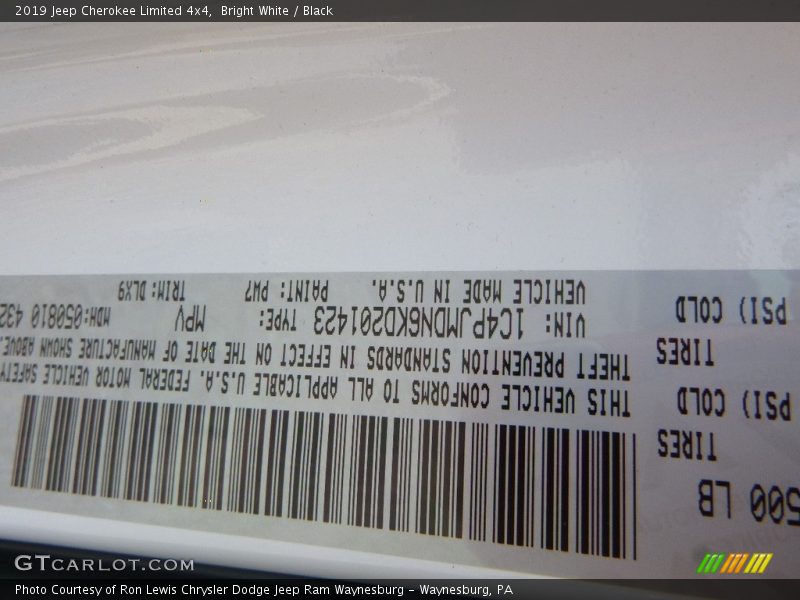 2019 Jeep Cherokee Limited 4x4, Bright White / Black
500 LB
TIRES
PSI) COLD
TIRES
PSI) COLD
THIS VEHICLE CONFORMS TO ALL APPLICABLE U.S.A. FEDERAL MOTOR VEHICLE SAFETY
THEFT PREVENTION STANDARDS IN EFFECT ON THE DATE OF MANUFACTURE SHOWN ABOVE.
VIN: 1C4PJMDN6KD201423 TYPE: MPV MDH:050810 432
VEHICLE MADE IN U.S.A. PAINT: PW7 TRIM: DLX9
GTCARLOT.COM
Photo Courtesy of Ron Lewis Chrysler Dodge Jeep Ram Waynesburg - Waynesburg, PA